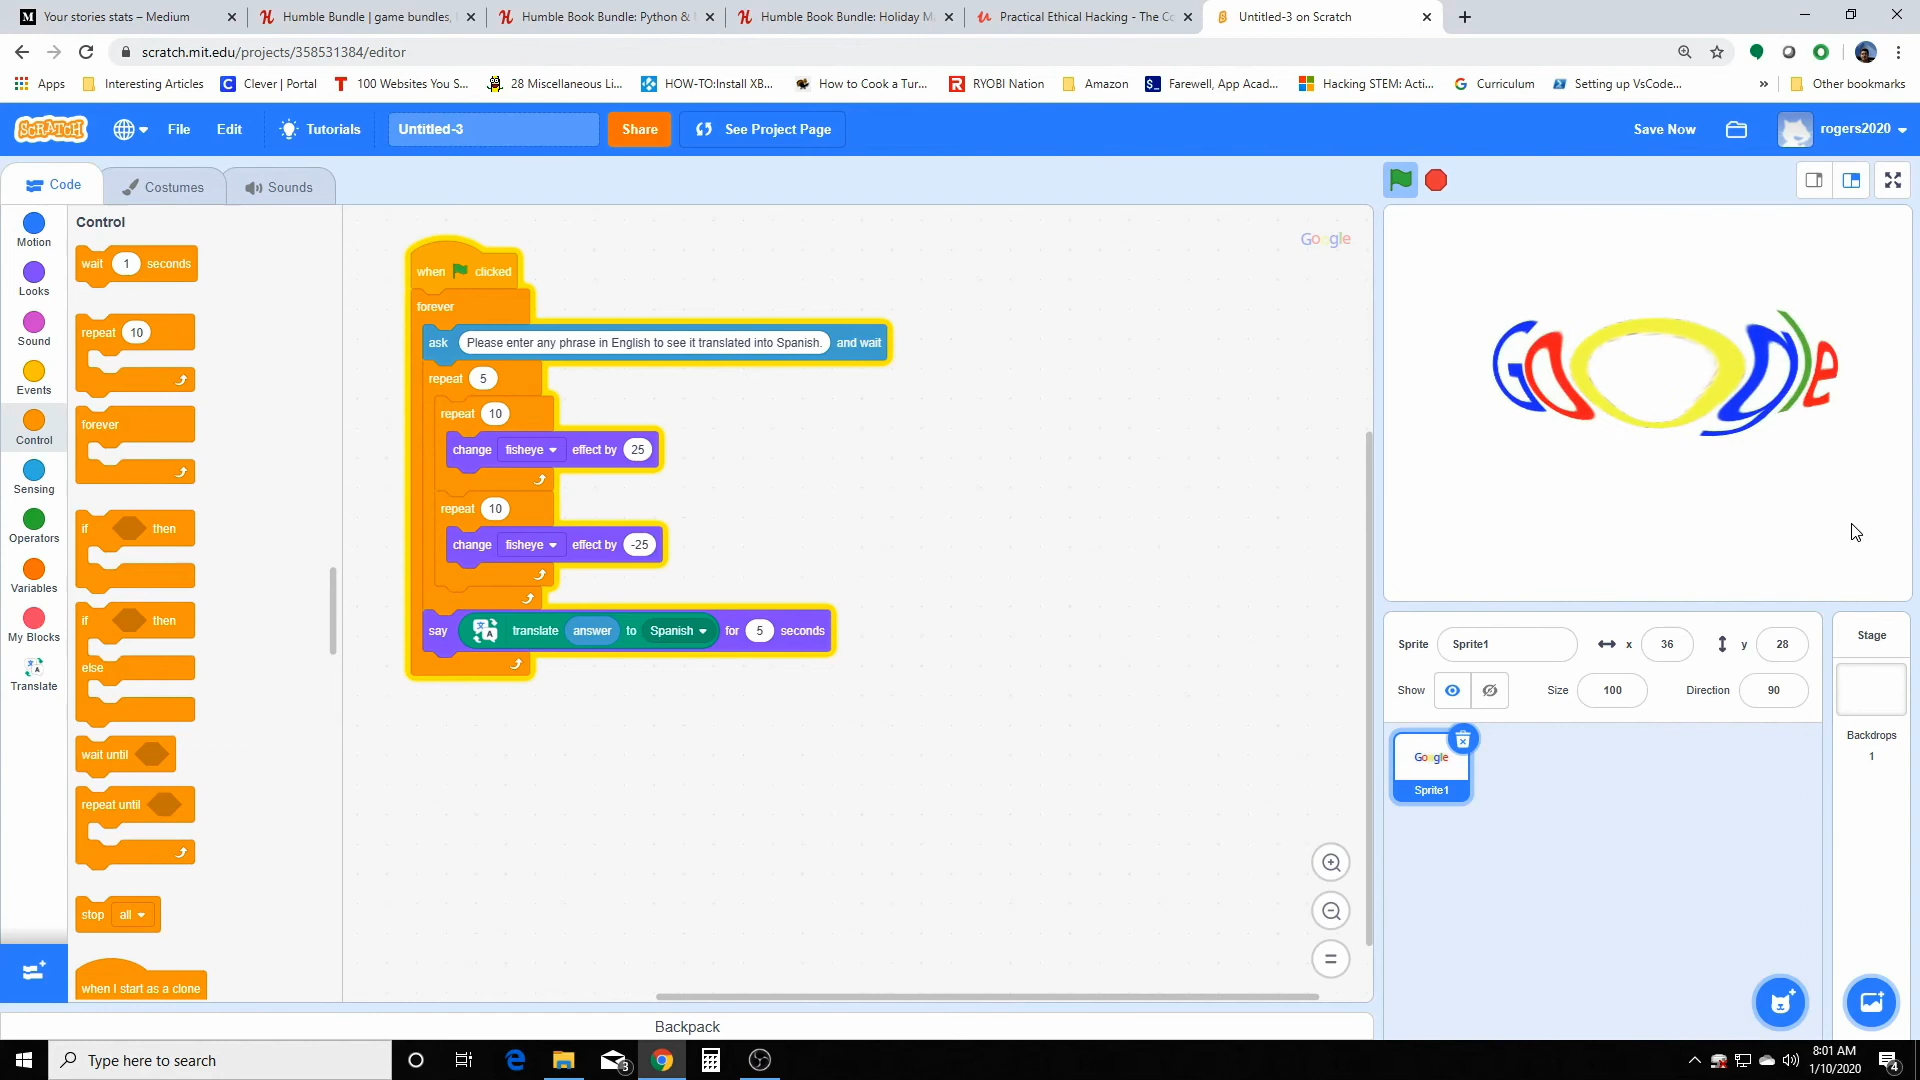 Your stories stats – Medium
Humble Bundle | game bundles,
Humble Book Bundle: Python &
Humble Book Bundle: Holiday M
Practical Ethical Hacking - The Co
Untitled-3 on Scratch
scratch.mit.edu/projects/358531384/editor
Apps
Interesting Articles
Clever | Portal
100 Websites You S...
28 Miscellaneous Li...
HOW-TO:Install XB...
How to Cook a Tur...
RYOBI Nation
Amazon
Farewell, App Acad...
Hacking STEM: Acti...
Curriculum
Setting up VsCode...
Other bookmarks
SCRATCH
File
Edit
Tutorials
Untitled-3
Share
See Project Page
Save Now
rogers2020
Code
Costumes
Sounds
Motion
Looks
Sound
Events
Control
Sensing
Operators
Variables
My Blocks
Translate
Control
wait 1 seconds
repeat 10
forever
if then
if then
else
wait until
repeat until
stop all
when I start as a clone
when clicked
forever
ask Please enter any phrase in English to see it translated into Spanish. and wait
repeat 5
repeat 10
change fisheye effect by 25
repeat 10
change fisheye effect by -25
say translate answer to Spanish for 5 seconds
Google
Google
Sprite Sprite1 x 36 y 28
Show Size 100 Direction 90
Google
Sprite1
Stage
Backdrops
1
Backpack
Type here to search
3
8:01 AM
1/10/2020
4